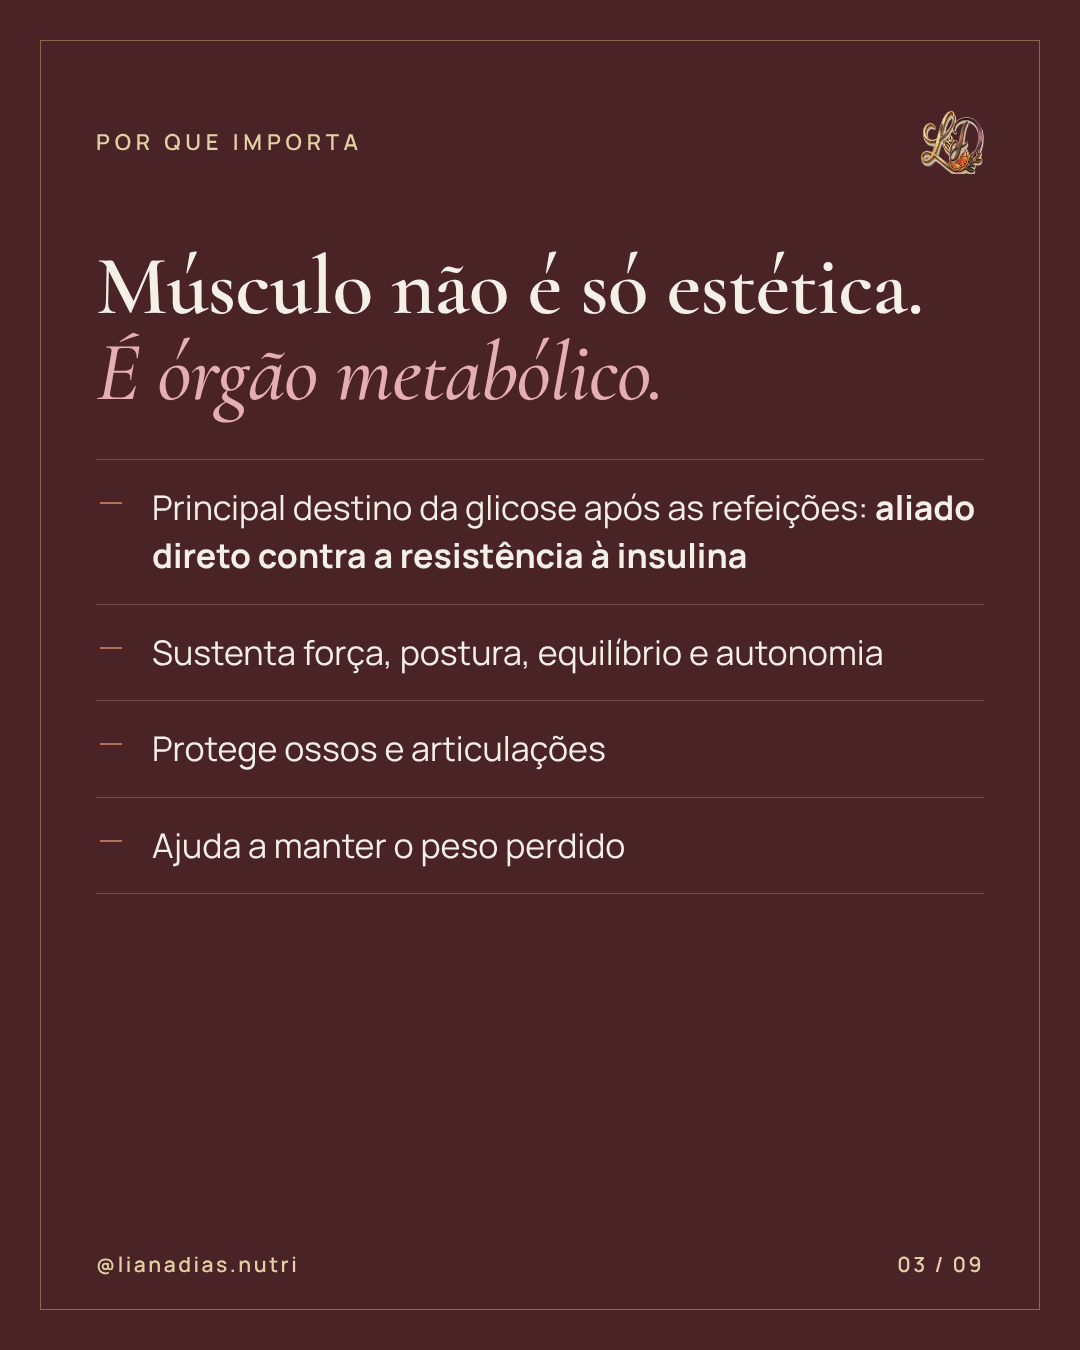 POR QUE IMPORTA
LD
Músculo não é só estética.
É órgão metabólico.
Principal destino da glicose após as refeições: aliado
direto contra a resistência à insulina
Sustenta força, postura, equilíbrio e autonomia
Protege ossos e articulações
Ajuda a manter o peso perdido
@lianadias.nutri
03 / 09